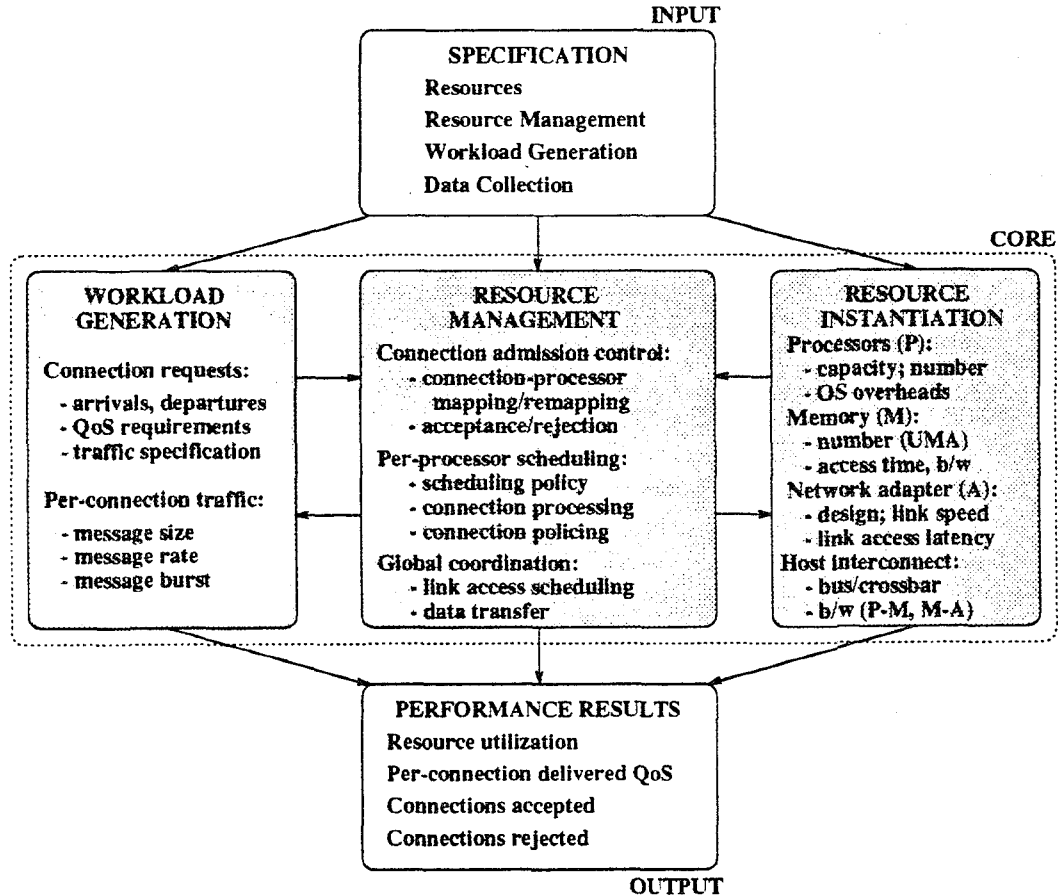 INPUT
SPECIFICATION
Resources
Resource Management
Workload Generation
Data Collection
CORE
WORKLOAD
GENERATION
Connection requests:
- arrivals, departures
- QoS requirements
- traffic specification
Per-connection traffic:
- message size
- message rate
- message burst
RESOURCE
MANAGEMENT
Connection admission control:
- connection-processor
mapping/remapping
- acceptance/rejection
Per-processor scheduling:
- scheduling policy
- connection processing
- connection policing
Global coordination:
- link access scheduling
- data transfer
RESOURCE
INSTANTIATION
Processors (P):
- capacity; number
- OS overheads
Memory (M):
- number (UMA)
- access time, b/w
Network adapter (A):
- design; link speed
- link access latency
Host interconnect:
- bus/crossbar
- b/w (P-M, M-A)
PERFORMANCE RESULTS
Resource utilization
Per-connection delivered QoS
Connections accepted
Connections rejected
OUTPUT